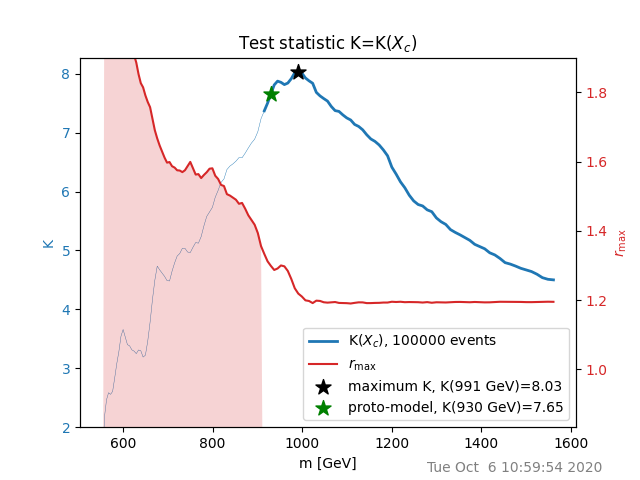 Test statistic K=K(X_c)
8
7
6
5
4
3
2
K
1.8
1.6
1.4
1.2
1.0
r_max
K(X_c), 100000 events
r_max
maximum K, K(991 GeV)=8.03
proto-model, K(930 GeV)=7.65
600 800 1000 1200 1400 1600
m [GeV]
Tue Oct  6 10:59:54 2020